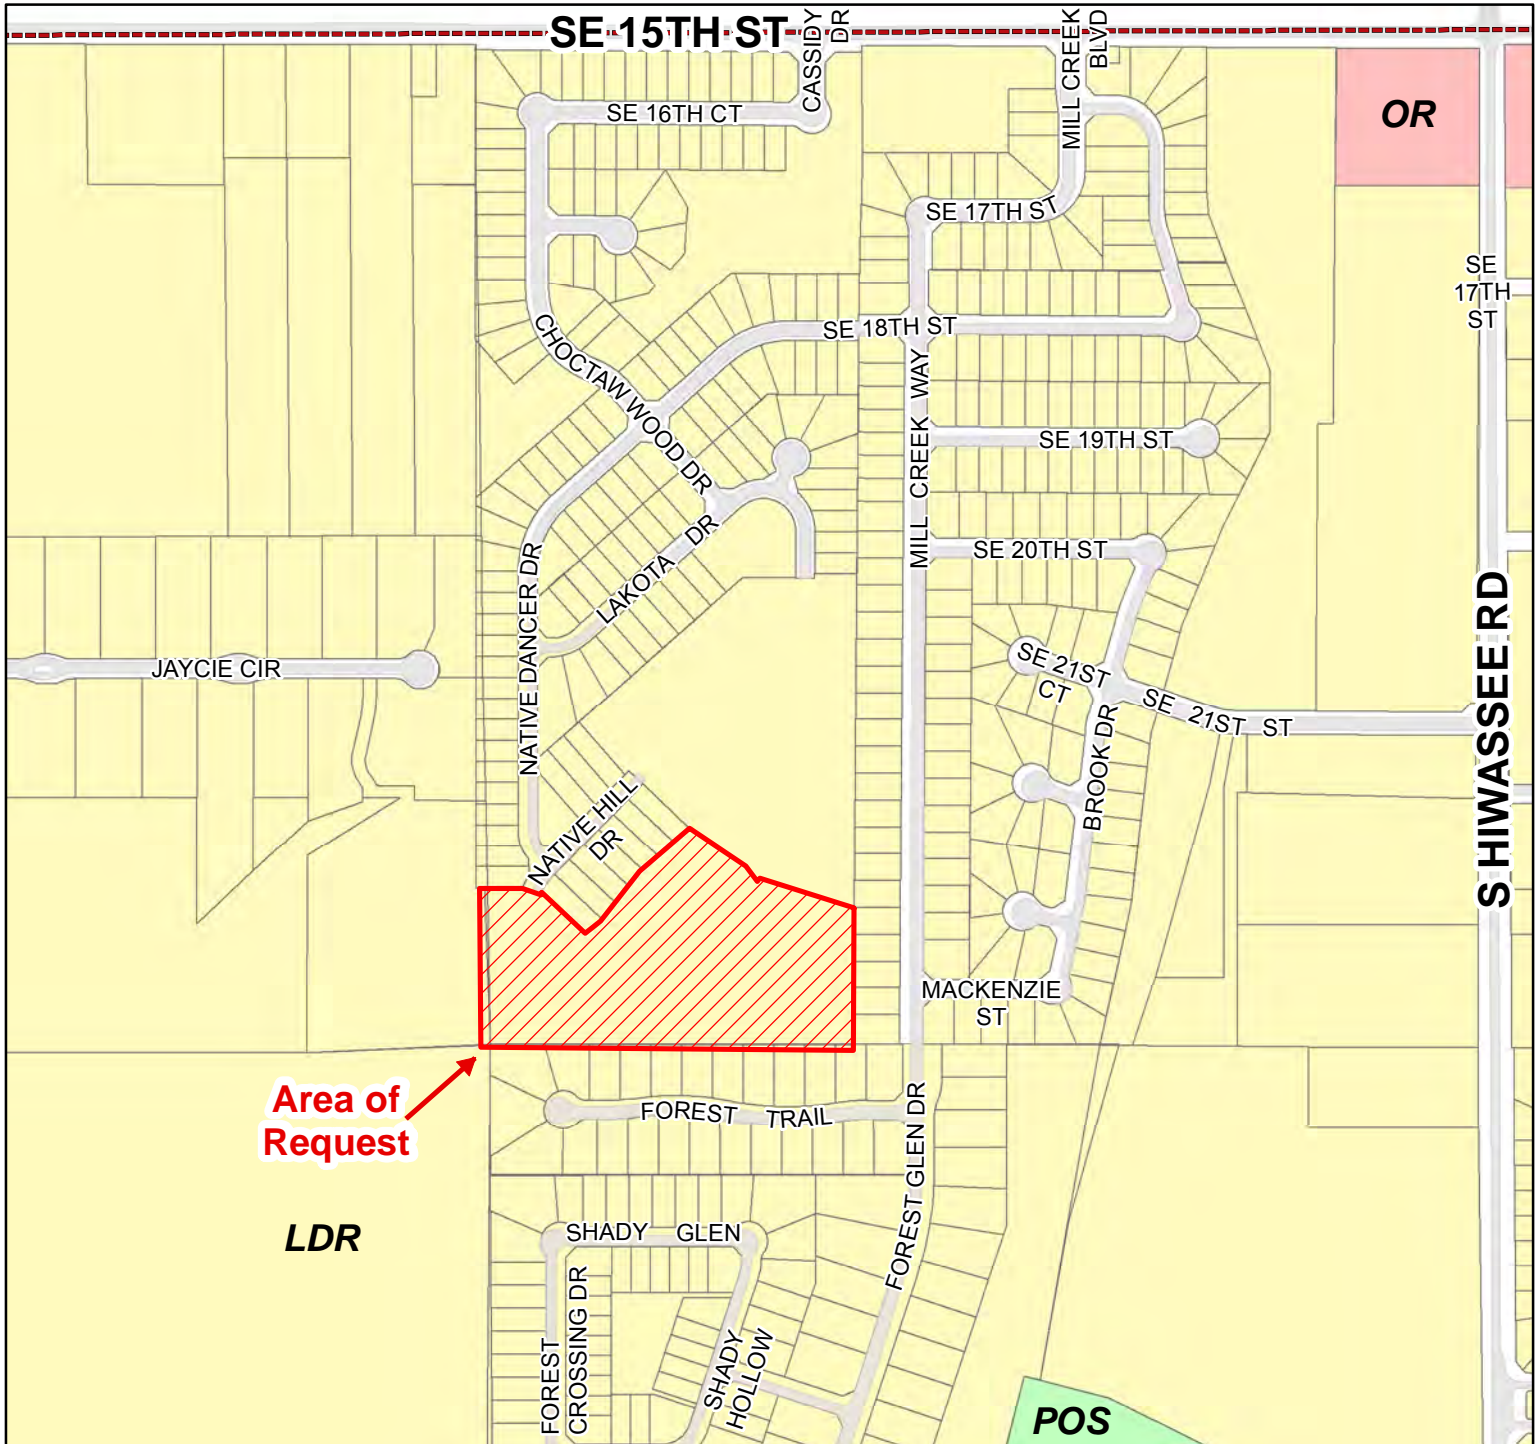 SE 15TH ST
CASSIDY
DR
MILL CREEK
BLVD
OR
SE 16TH CT
SE 17TH ST
SE
17TH
ST
SE 18TH ST
CHOCTAW WOOD DR
MILL CREEK WAY
SE 19TH ST
LAKOTA DR
SE 20TH ST
NATIVE DANCER DR
JAYCIE CIR
SE 21ST
CT
SE 21ST ST
S HIWASSEE RD
BROOK DR
NATIVE HILL
DR
MACKENZIE
ST
Area of
Request
FOREST TRAIL
FOREST GLEN DR
LDR
SHADY GLEN
FOREST
CROSSING DR
SHADY
HOLLOW
POS